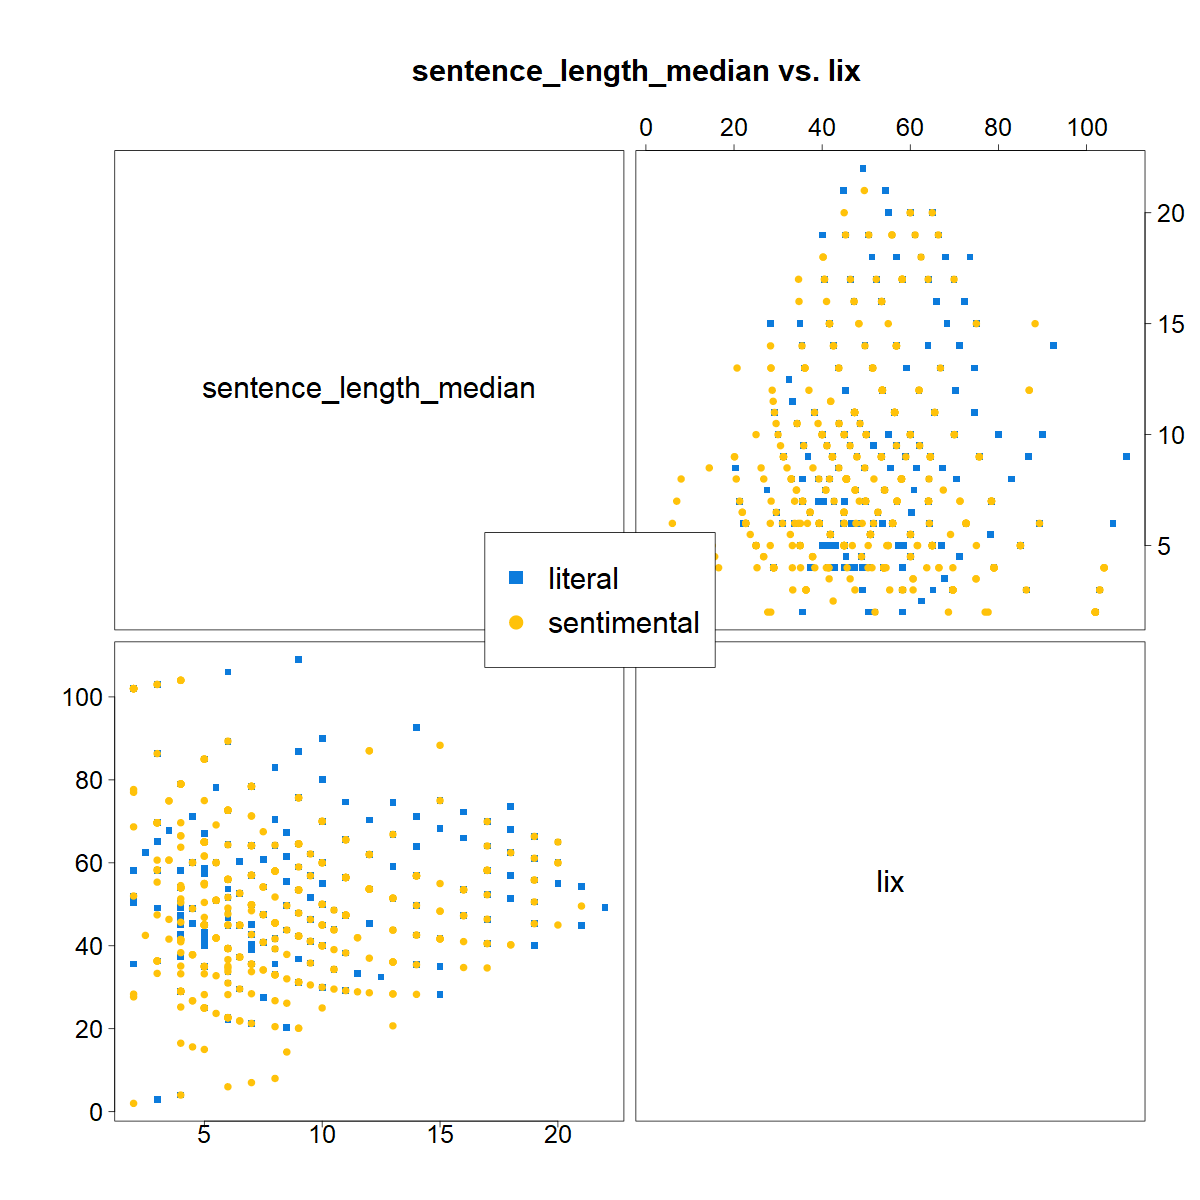 sentence_length_median vs. lix
0 20 40 60 80 100
sentence_length_median
20
15
10
5
literal
sentimental
100
80
60
40
20
0
lix
5 10 15 20